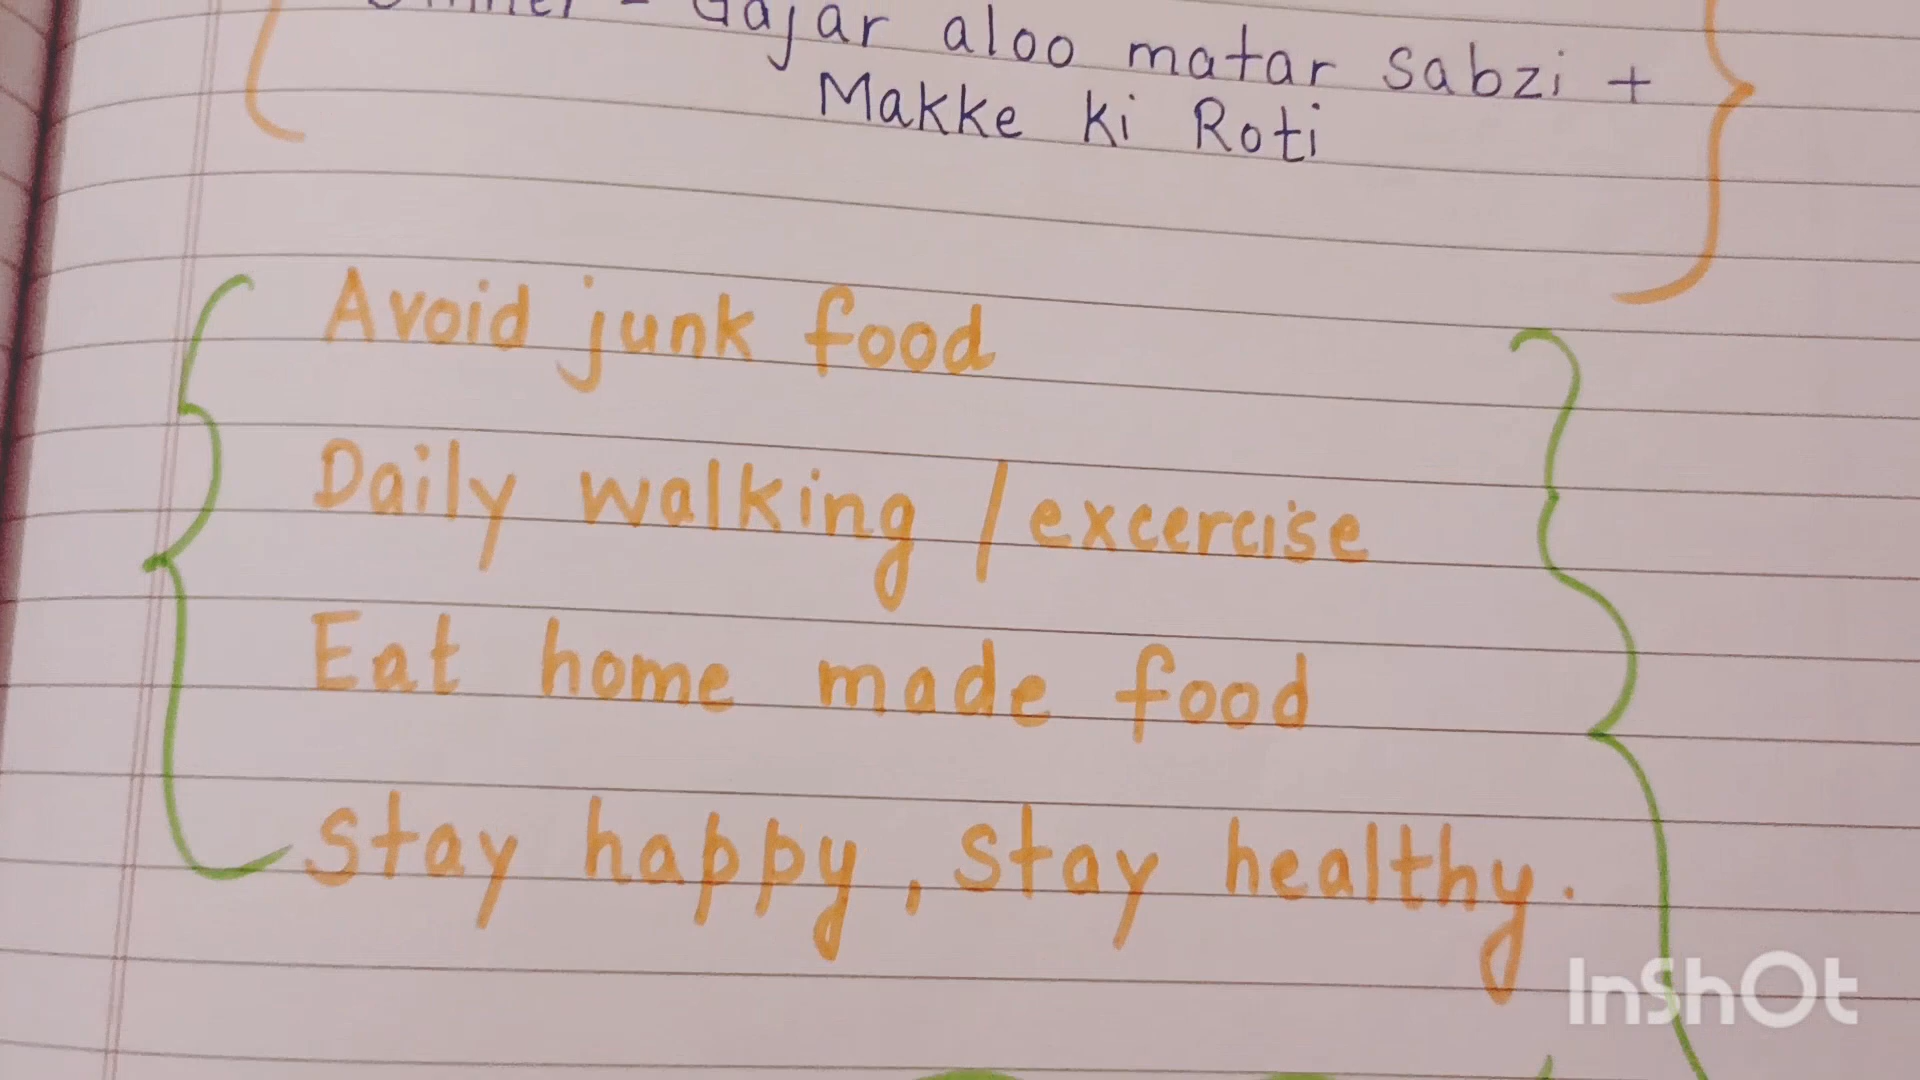 Dinner - Gajar aloo matar sabzi +
Makke ki Roti
Avoid junk food
Daily walking / excercise
Eat home made food
Stay happy, stay healthy.
InShOt